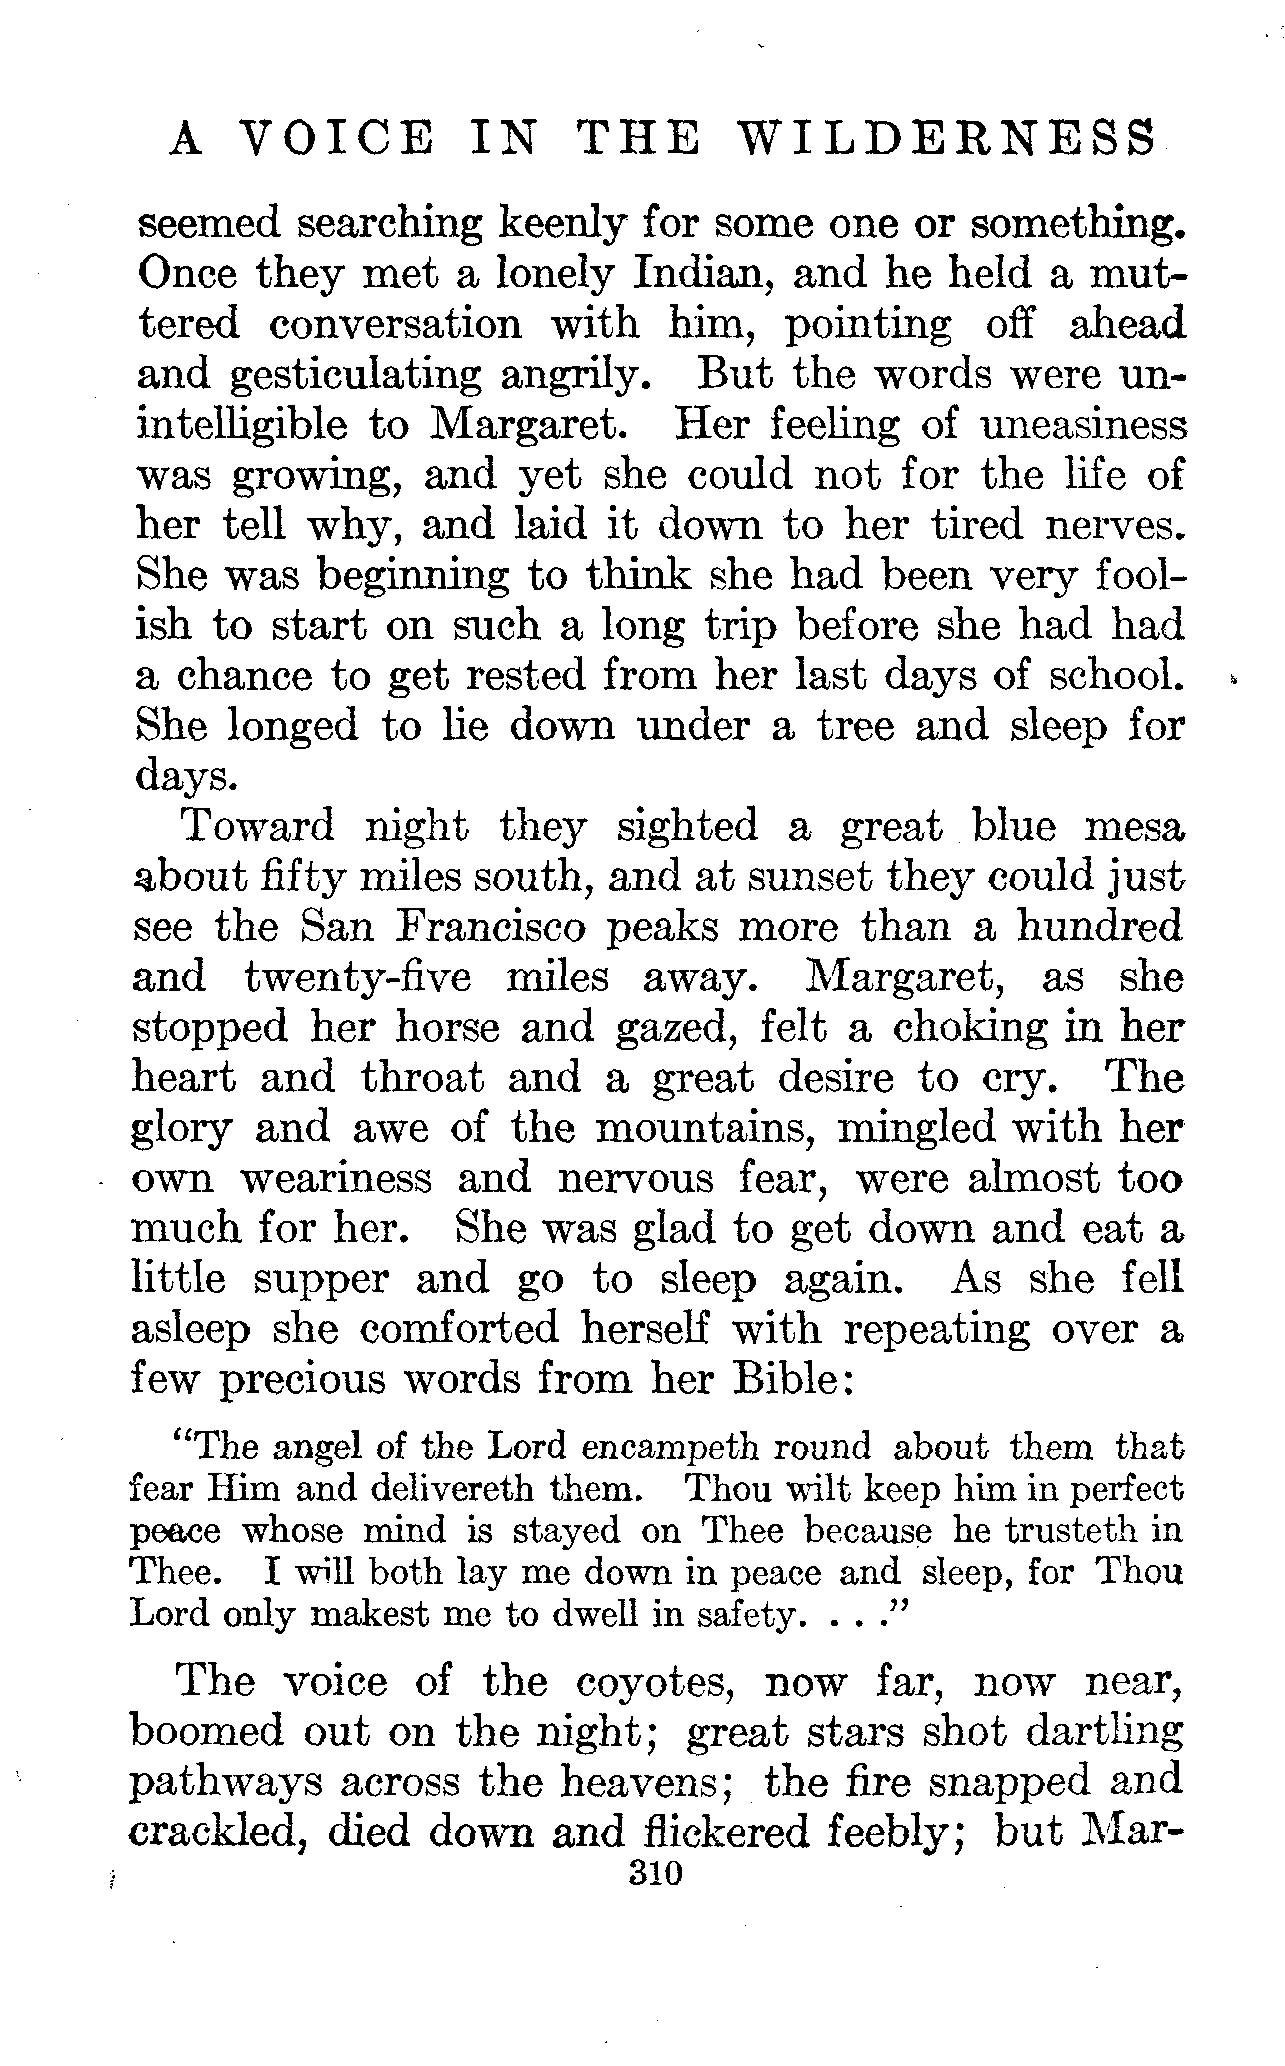 A VOICE IN THE WILDERNESS
seemed searching keenly for some one or something.
Once they met a lonely Indian, and he held a mut-
tered conversation with him, pointing off ahead
and gesticulating angrily. But the words were un-
intelligible to Margaret. Her feeling of uneasiness
was growing, and yet she could not for the life of
her tell why, and laid it down to her tired nerves.
She was beginning to think she had been very fool-
ish to start on such a long trip before she had had
a chance to get rested from her last days of school.
She longed to lie down under a tree and sleep for
days.
Toward night they sighted a great blue mesa
about fifty miles south, and at sunset they could just
see the San Francisco peaks more than a hundred
and twenty-five miles away. Margaret, as she
stopped her horse and gazed, felt a choking in her
heart and throat and a great desire to cry. The
glory and awe of the mountains, mingled with her
own weariness and nervous fear, were almost too
much for her. She was glad to get down and eat a
little supper and go to sleep again. As she fell
asleep she comforted herself with repeating over a
few precious words from her Bible:
“The angel of the Lord encampeth round about them that
fear Him and delivereth them. Thou wilt keep him in perfect
peace whose mind is stayed on Thee because he trusteth in
Thee. I will both lay me down in peace and sleep, for Thou
Lord only makest me to dwell in safety. . . .”
The voice of the coyotes, now far, now near,
boomed out on the night; great stars shot dartling
pathways across the heavens; the fire snapped and
crackled, died down and flickered feebly; but Mar-
310